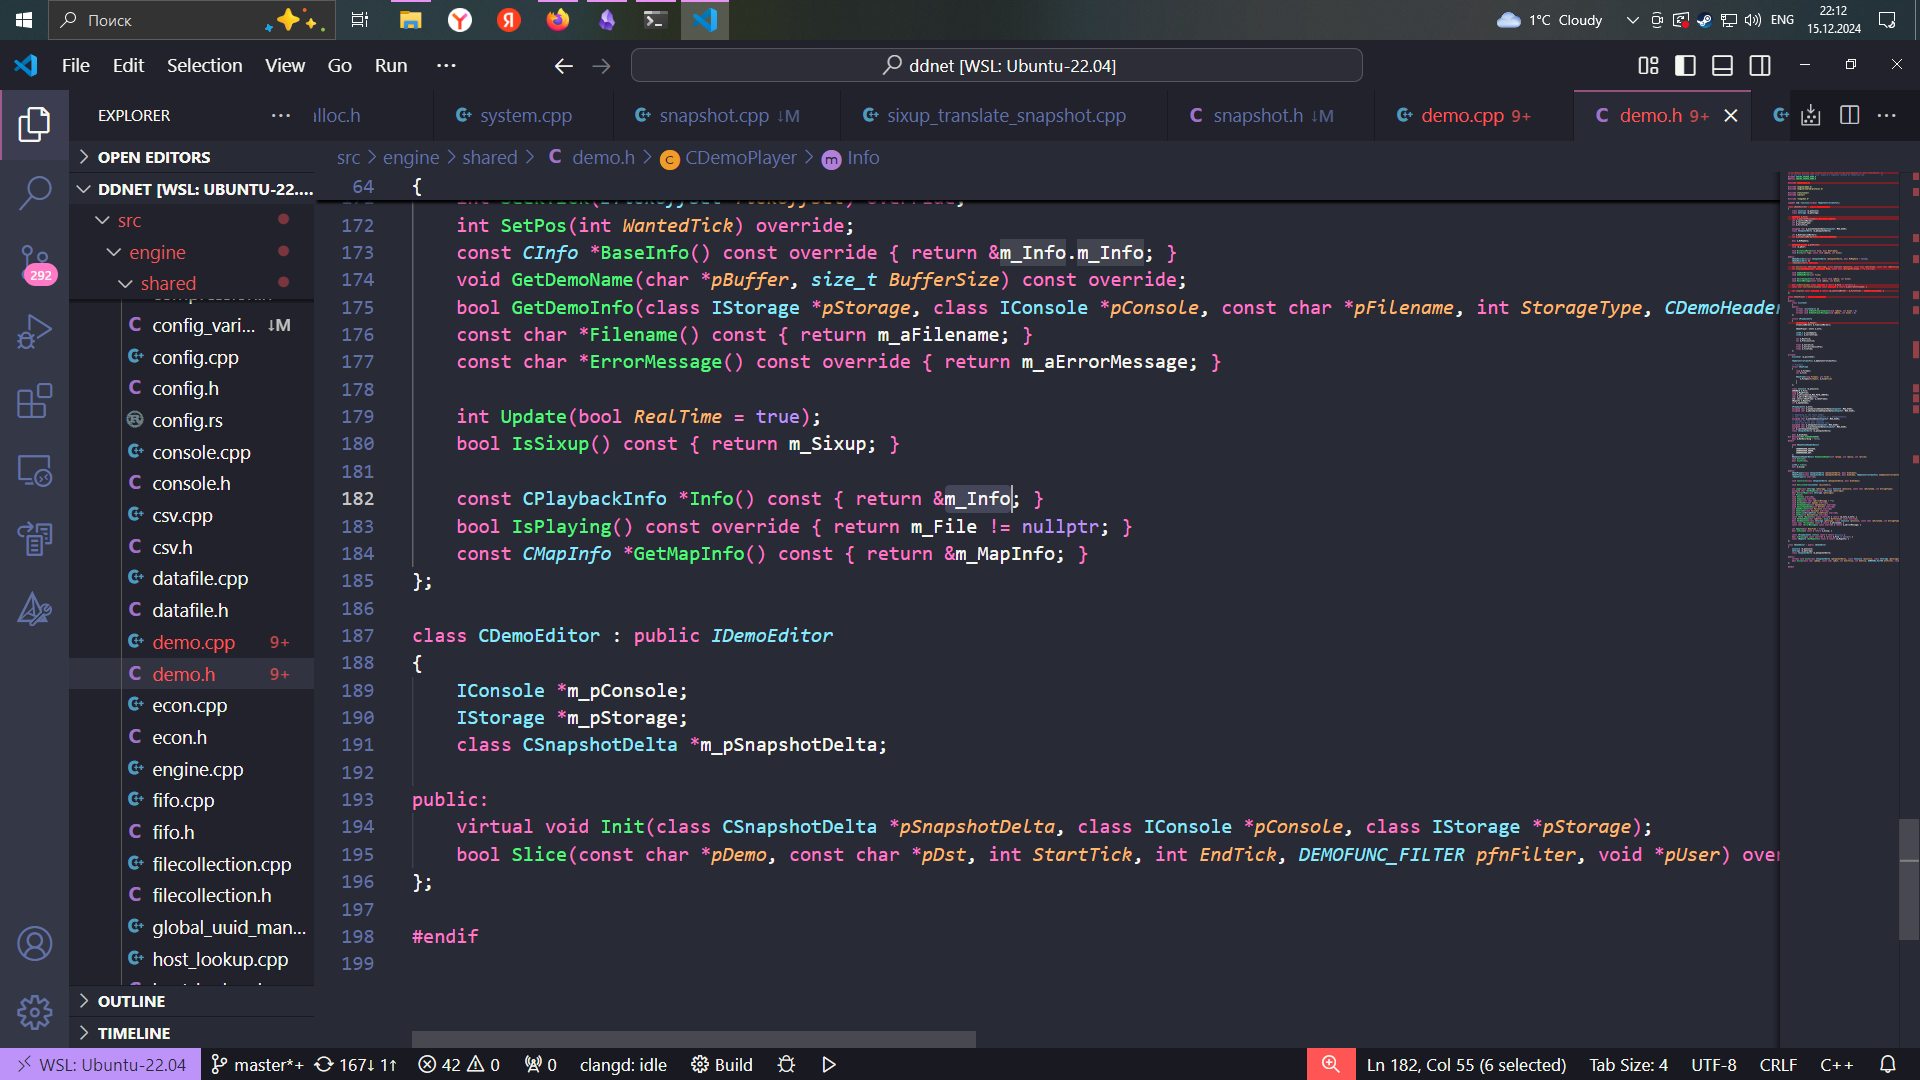 Поиск
1°C Cloudy
ENG
22:12
15.12.2024
File Edit Selection View Go Run ···
ddnet [WSL: Ubuntu-22.04]
EXPLORER
lloc.h
system.cpp
snapshot.cpp ↓M
sixup_translate_snapshot.cpp
snapshot.h ↓M
demo.cpp 9+
demo.h 9+
OPEN EDITORS
DDNET [WSL: UBUNTU-22....
src
engine
shared
config_vari... ↓M
config.cpp
config.h
config.rs
console.cpp
console.h
csv.cpp
csv.h
datafile.cpp
datafile.h
demo.cpp 9+
demo.h 9+
econ.cpp
econ.h
engine.cpp
fifo.cpp
fifo.h
filecollection.cpp
filecollection.h
global_uuid_man...
host_lookup.cpp
OUTLINE
TIMELINE
292
src > engine > shared > C demo.h > CDemoPlayer > Info
64 {
172 int SetPos(int WantedTick) override;
173 const CInfo *BaseInfo() const override { return &m_Info.m_Info; }
174 void GetDemoName(char *pBuffer, size_t BufferSize) const override;
175 bool GetDemoInfo(class IStorage *pStorage, class IConsole *pConsole, const char *pFilename, int StorageType, CDemoHeader
176 const char *Filename() const { return m_aFilename; }
177 const char *ErrorMessage() const override { return m_aErrorMessage; }
178
179 int Update(bool RealTime = true);
180 bool IsSixup() const { return m_Sixup; }
181
182 const CPlaybackInfo *Info() const { return &m_Info; }
183 bool IsPlaying() const override { return m_File != nullptr; }
184 const CMapInfo *GetMapInfo() const { return &m_MapInfo; }
185 };
186
187 class CDemoEditor : public IDemoEditor
188 {
189 IConsole *m_pConsole;
190 IStorage *m_pStorage;
191 class CSnapshotDelta *m_pSnapshotDelta;
192
193 public:
194 virtual void Init(class CSnapshotDelta *pSnapshotDelta, class IConsole *pConsole, class IStorage *pStorage);
195 bool Slice(const char *pDemo, const char *pDst, int StartTick, int EndTick, DEMOFUNC_FILTER pfnFilter, void *pUser) over
196 };
197
198 #endif
199
WSL: Ubuntu-22.04 master*+ 167↓ 1↑ 42 0 0 clangd: idle Build
Ln 182, Col 55 (6 selected) Tab Size: 4 UTF-8 CRLF C++